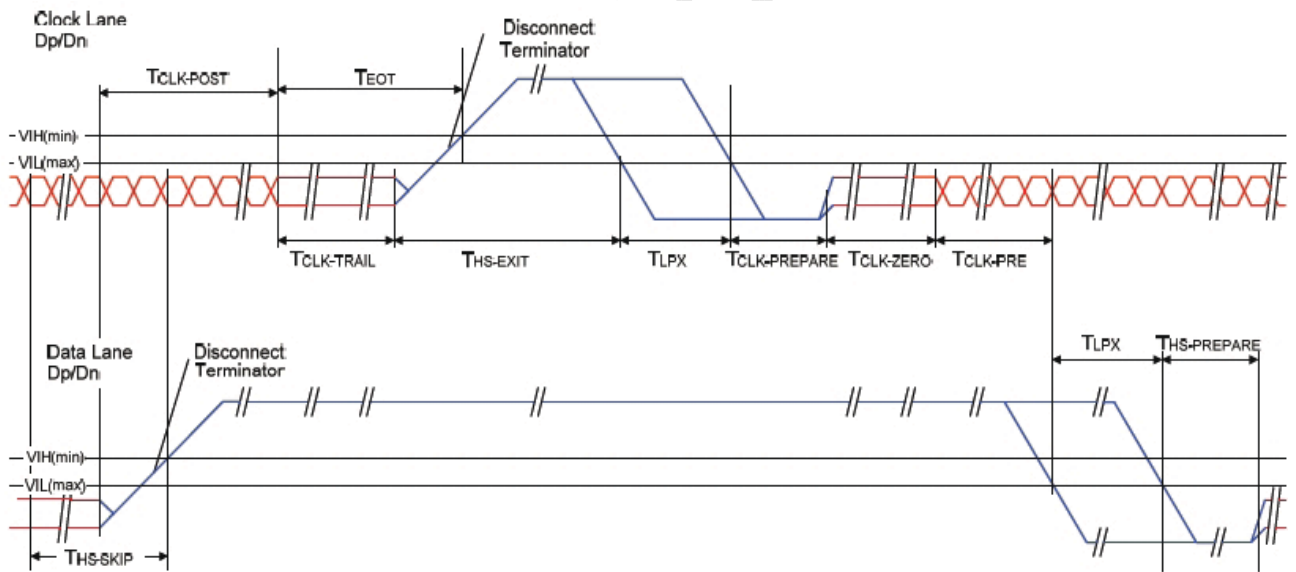 Clock Lane
Dp/Dn
Disconnect
Terminator
TCLK-POST
TEOT
VIH(min)
VIL(max)
TCLK-TRAIL
THS-EXIT
TLPX
TCLK-PREPARE
TCLK-ZERO
TCLK-PRE
Data Lane
Dp/Dn
Disconnect
Terminator
TLPX
THS-PREPARE
VIH(min)
VIL(max)
THS-SKIP